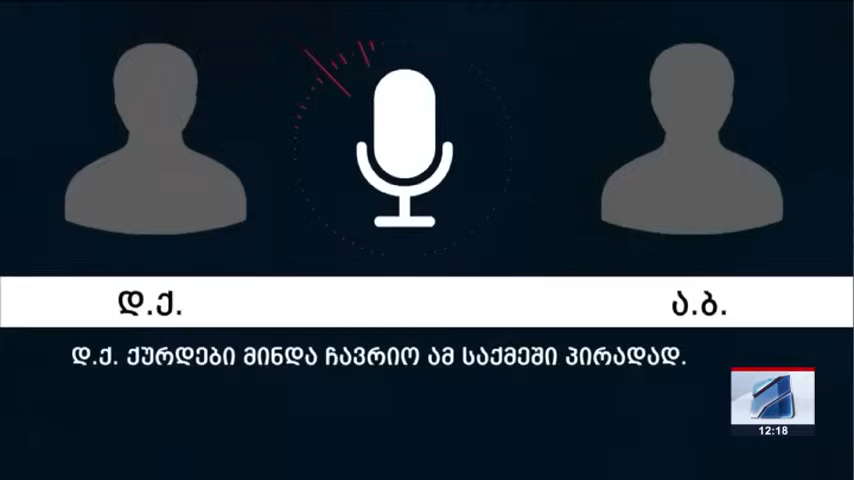 დ.ქ.
ა.ბ.
დ.ქ. ქურდები მინდა ჩავრიო ამ საქმეში პირადად.
12:18